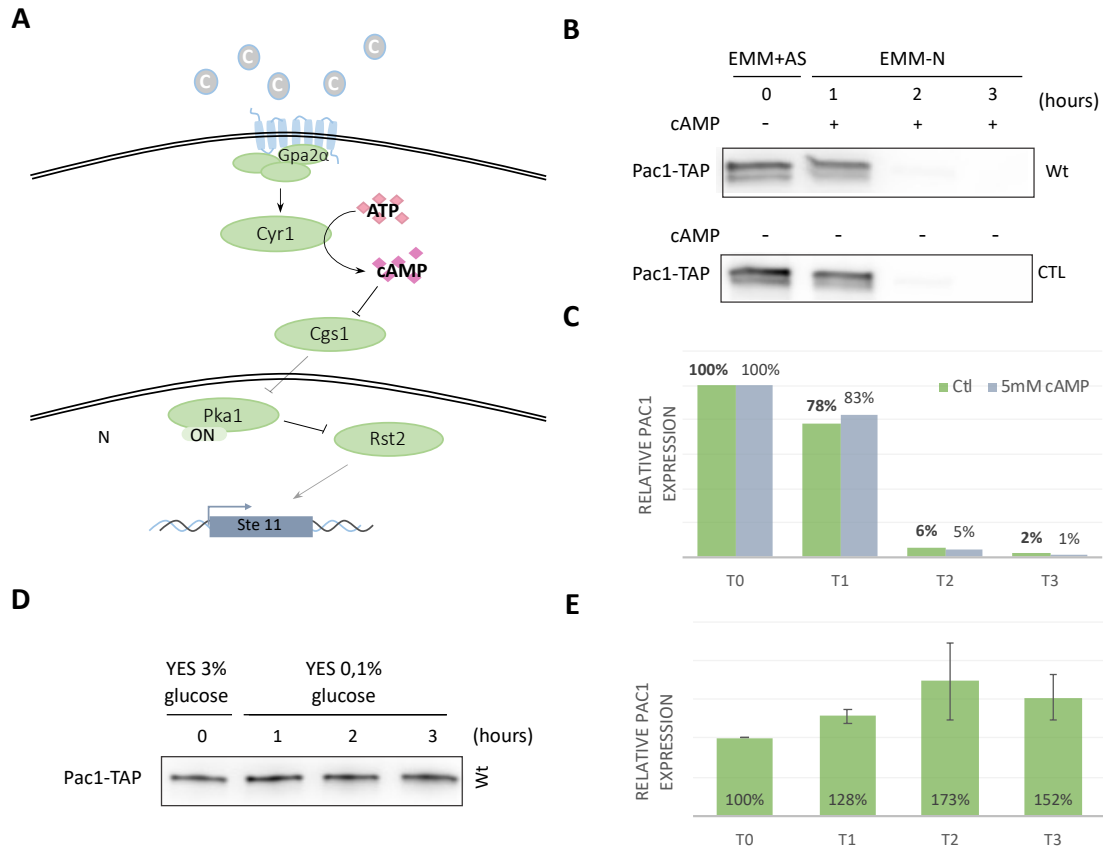 A
C
C
C
C
Gpa2α
Cyr1
ATP
cAMP
Cgs1
Pka1
ON
N
Rst2
Ste 11
B
EMM+AS EMM-N
0 1 2 3 (hours)
cAMP - + + +
Pac1-TAP Wt
cAMP - - - -
Pac1-TAP CTL
C
RELATIVE PAC1
EXPRESSION
Ctl 5mM cAMP
100% 100%
78% 83%
6% 5%
2% 1%
T0 T1 T2 T3
D
YES 3% YES 0,1%
glucose glucose
0 1 2 3 (hours)
Pac1-TAP Wt
E
RELATIVE PAC1
EXPRESSION
100% 128% 173% 152%
T0 T1 T2 T3